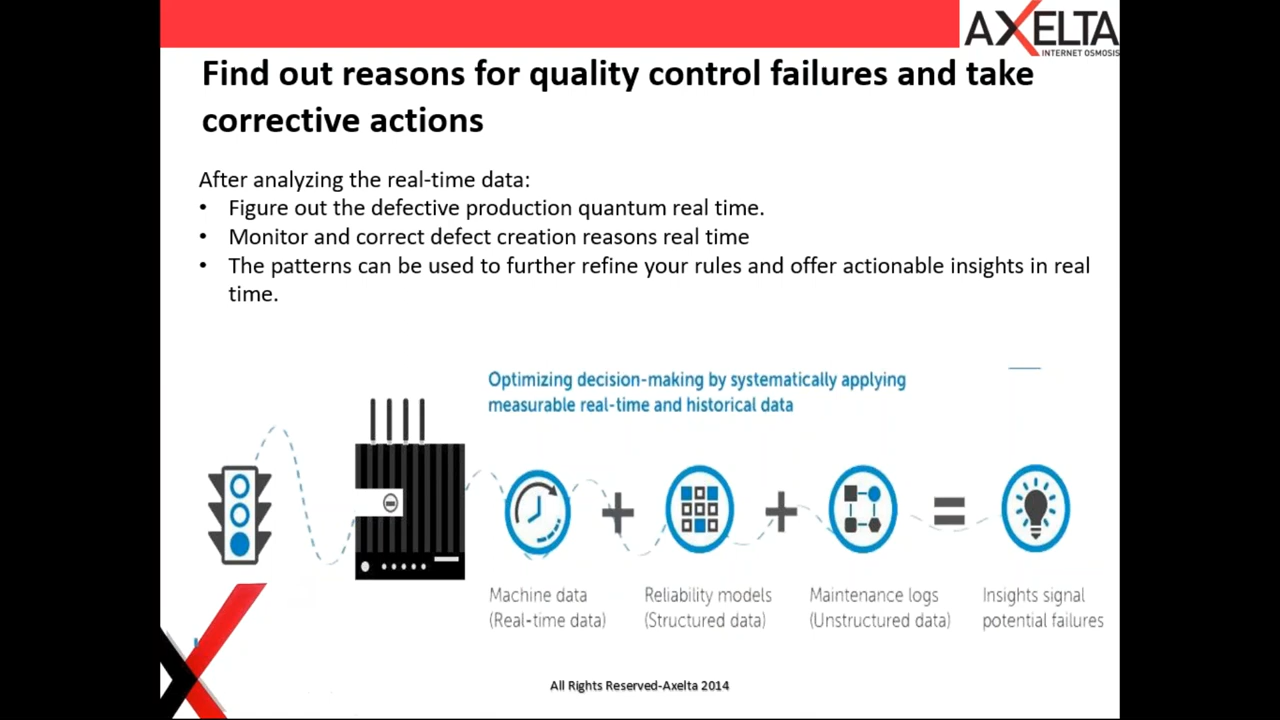 AXELTA
INTERNET OSMOSIS
Find out reasons for quality control failures and take
corrective actions
After analyzing the real-time data:
• Figure out the defective production quantum real time.
• Monitor and correct defect creation reasons real time
• The patterns can be used to further refine your rules and offer actionable insights in real
time.
Optimizing decision-making by systematically applying
measurable real-time and historical data
+ + =
Machine data Reliability models Maintenance logs Insights signal
(Real-time data) (Structured data) (Unstructured data) potential failures
All Rights Reserved-Axelta 2014